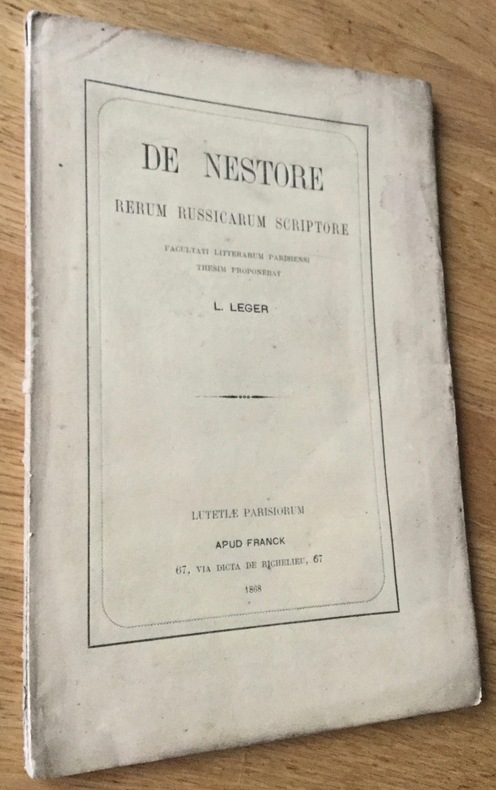 DE NESTORE
RERUM RUSSICARUM SCRIPTORE
FACULTATI LITTERARUM PARISIENSI
THESIM PROPONEBAT
L. LEGER
LUTETIÆ PARISIORUM
APUD FRANCK
67, VIA DICTA DE RICHELIEU, 67
1868